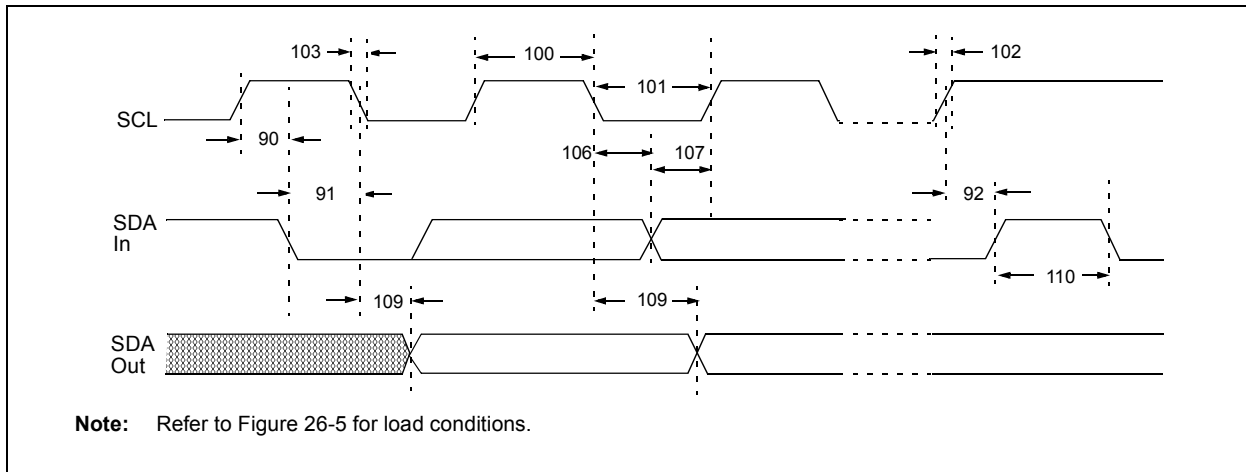 103
100
102
101
SCL
90
106
107
91
92
SDA
In
110
109
109
SDA
Out
Note: Refer to Figure 26-5 for load conditions.